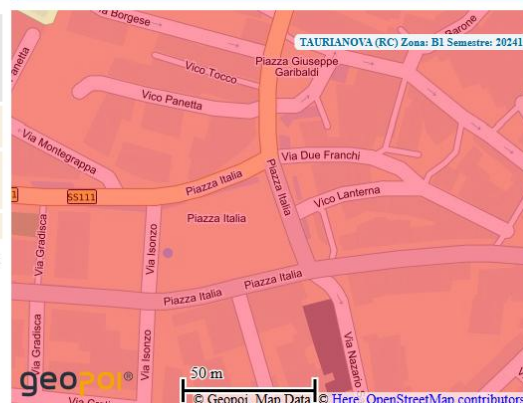 Borgese
Barone
TAURIANOVA (RC) Zona: B1 Semestre: 20241
Piazza Giuseppe
Garibaldi
Vico Tocco
Vico Panetta
Panetta
Via Montegrappa
Via Due Franchi
Piazza Italia
Piazza Italia
Vico Lanterna
SS111
Piazza Italia
Via Gradisca
Via Isonzo
Piazza Italia
Piazza Italia
Via Gradisca
Via Isonzo
Via Nazario
50 m
geopoi®
© Geopoi, Map Data © Here, OpenStreetMap contributors